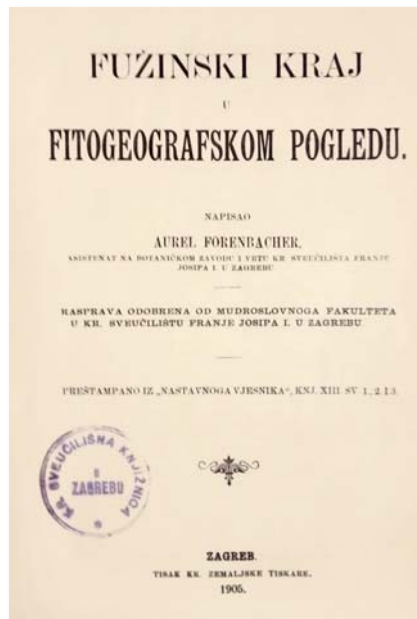 FUŽINSKI KRAJ
U
FITOGEOGRAFSKOM POGLEDU.
NAPISAO
AUREL FORENBACHER,
ASISTENAT NA BOTANIČKOM ZAVODU I VRTU KR. SVEUČILIŠTA FRANJE
JOSIPA I. U ZAGREBU
RASPRAVA ODOBRENA OD MUDROSLOVNOGA FAKULTETA
U KR. SVEUČILIŠTU FRANJE JOSIPA I. U ZAGREBU
PREŠTAMPANO IZ „NASTAVNOGA VJESNIKA“, KNJ. XIII. SV. 1., 2. I 3.
KR. SVEUČILIŠNA KNJIŽNICA
U
ZAGREBU
ZAGREB.
TISAK KR. ZEMALJSKE TISKARE.
1905.